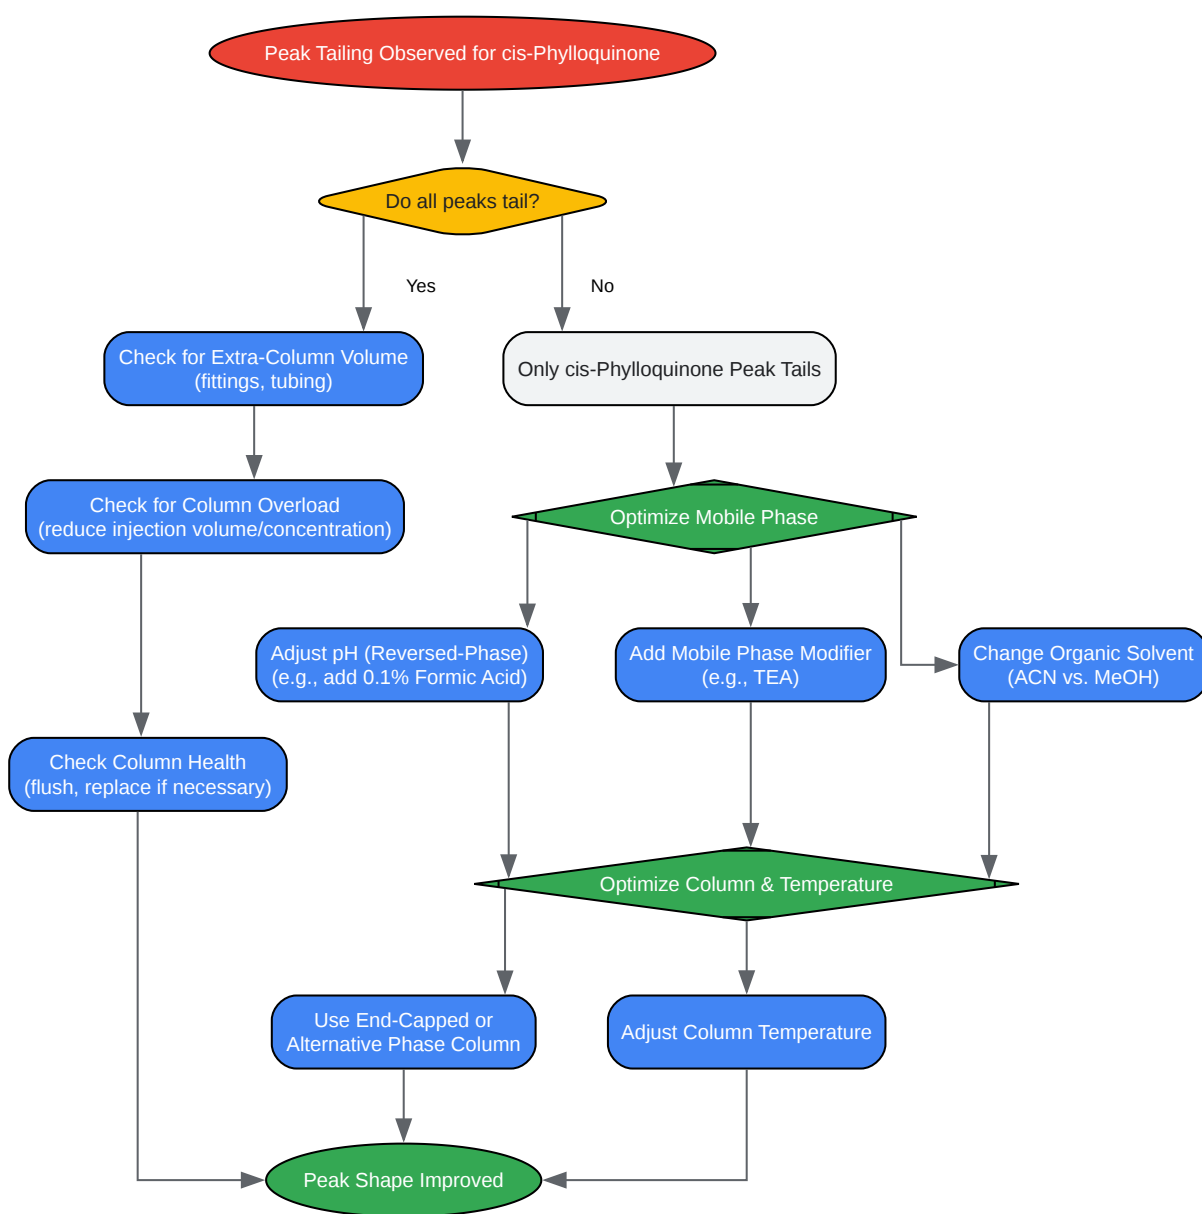 Peak Tailing Observed for cis-Phylloquinone
Do all peaks tail?
Yes
No
Check for Extra-Column Volume
(fittings, tubing)
Only cis-Phylloquinone Peak Tails
Check for Column Overload
(reduce injection volume/concentration)
Optimize Mobile Phase
Adjust pH (Reversed-Phase)
(e.g., add 0.1% Formic Acid)
Add Mobile Phase Modifier
(e.g., TEA)
Change Organic Solvent
(ACN vs. MeOH)
Check Column Health
(flush, replace if necessary)
Optimize Column & Temperature
Use End-Capped or
Alternative Phase Column
Adjust Column Temperature
Peak Shape Improved